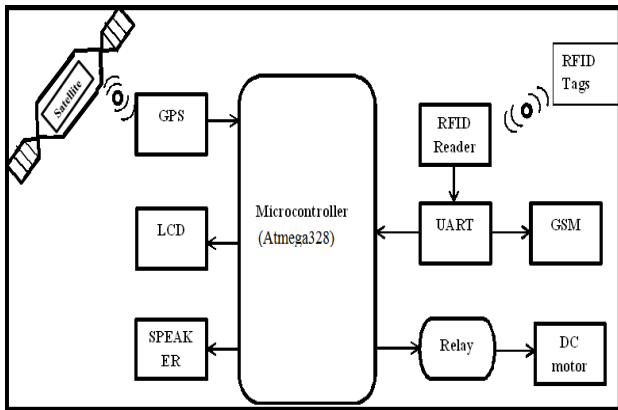 Satellite
GPS
RFID
Tags
RFID
Reader
Microcontroller
(Atmega328)
LCD
UART
GSM
SPEAK
ER
Relay
DC
motor